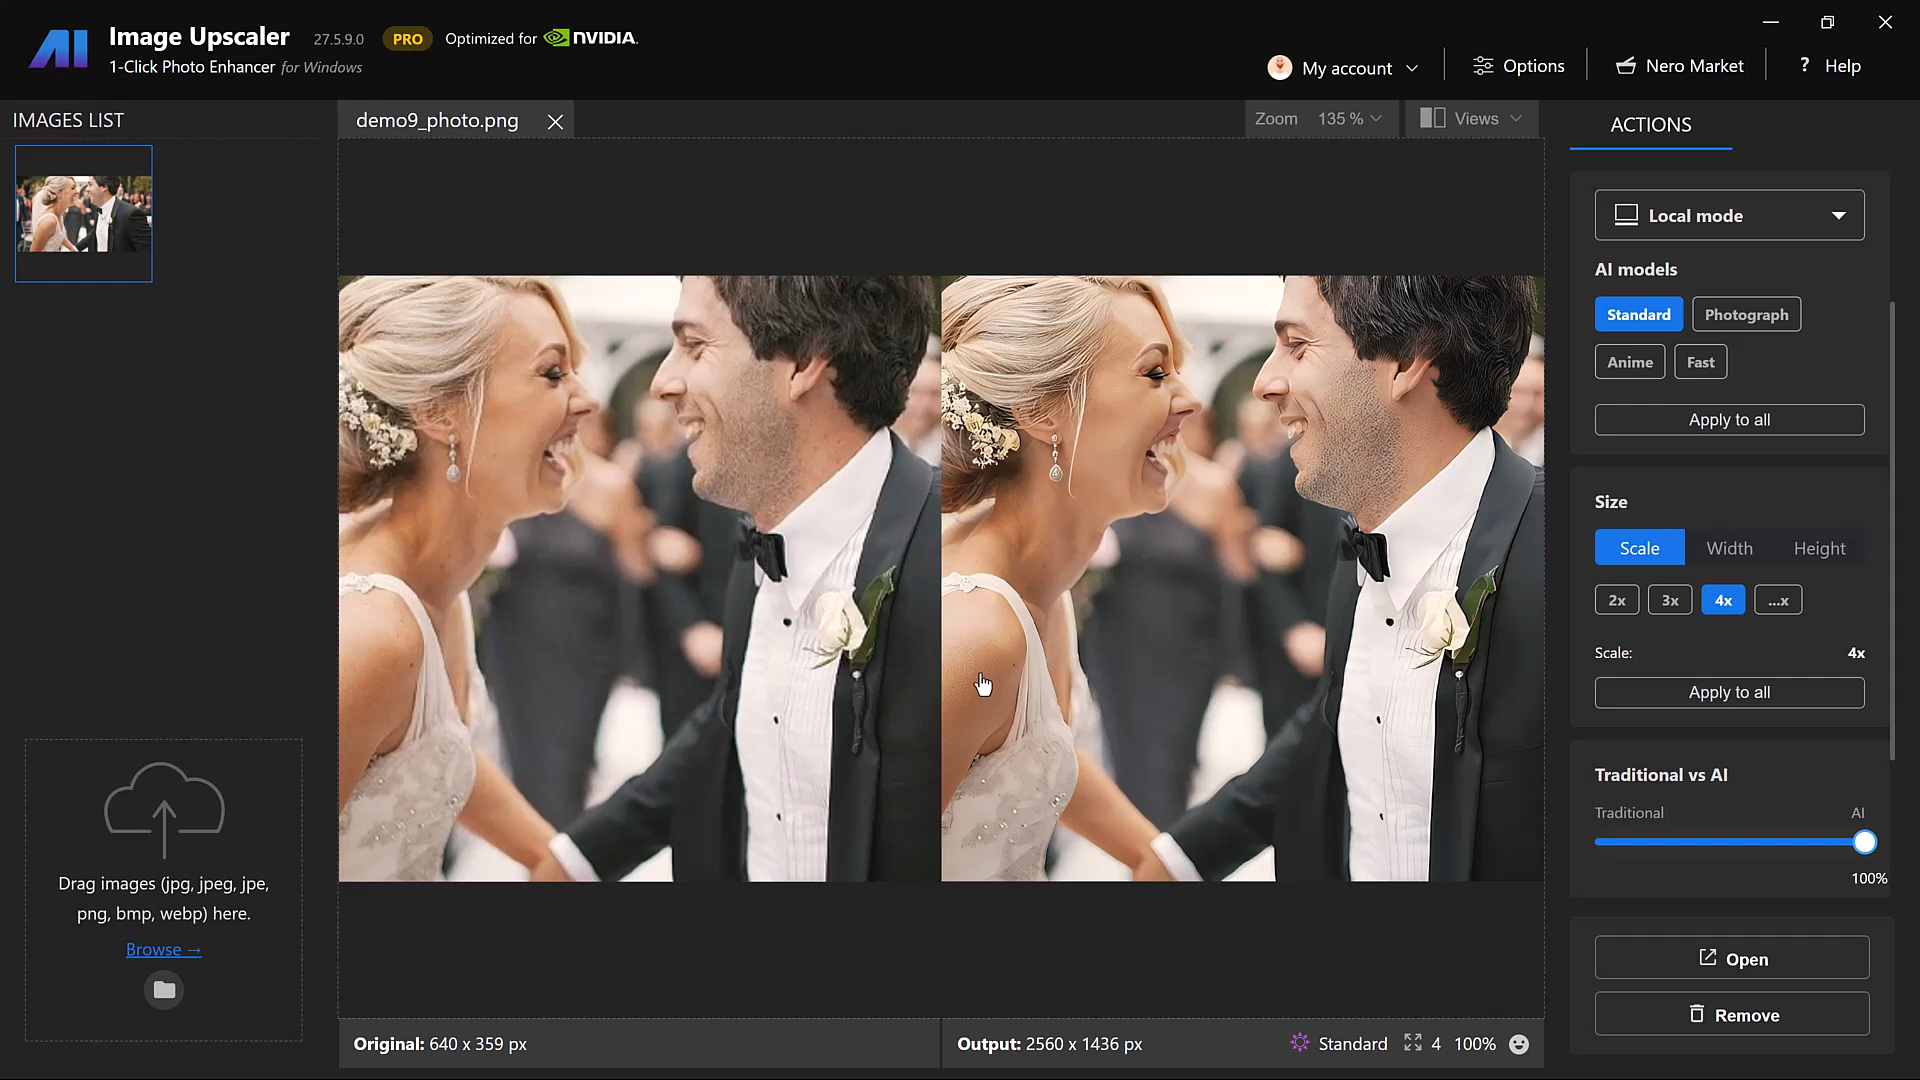 AI Image Upscaler 27.5.9.0 PRO Optimized for NVIDIA.
1-Click Photo Enhancer for Windows
My account
Options
Nero Market
? Help
IMAGES LIST
demo9_photo.png
Zoom 135 %
Views
ACTIONS
Local mode
AI models
Standard Photograph
Anime Fast
Apply to all
Size
Scale Width Height
2x 3x 4x ...x
Scale: 4x
Apply to all
Traditional vs AI
Traditional AI
100%
Open
Remove
Drag images (jpg, jpeg, jpe,
png, bmp, webp) here.
Browse →
Original: 640 x 359 px
Output: 2560 x 1436 px
Standard 4 100%